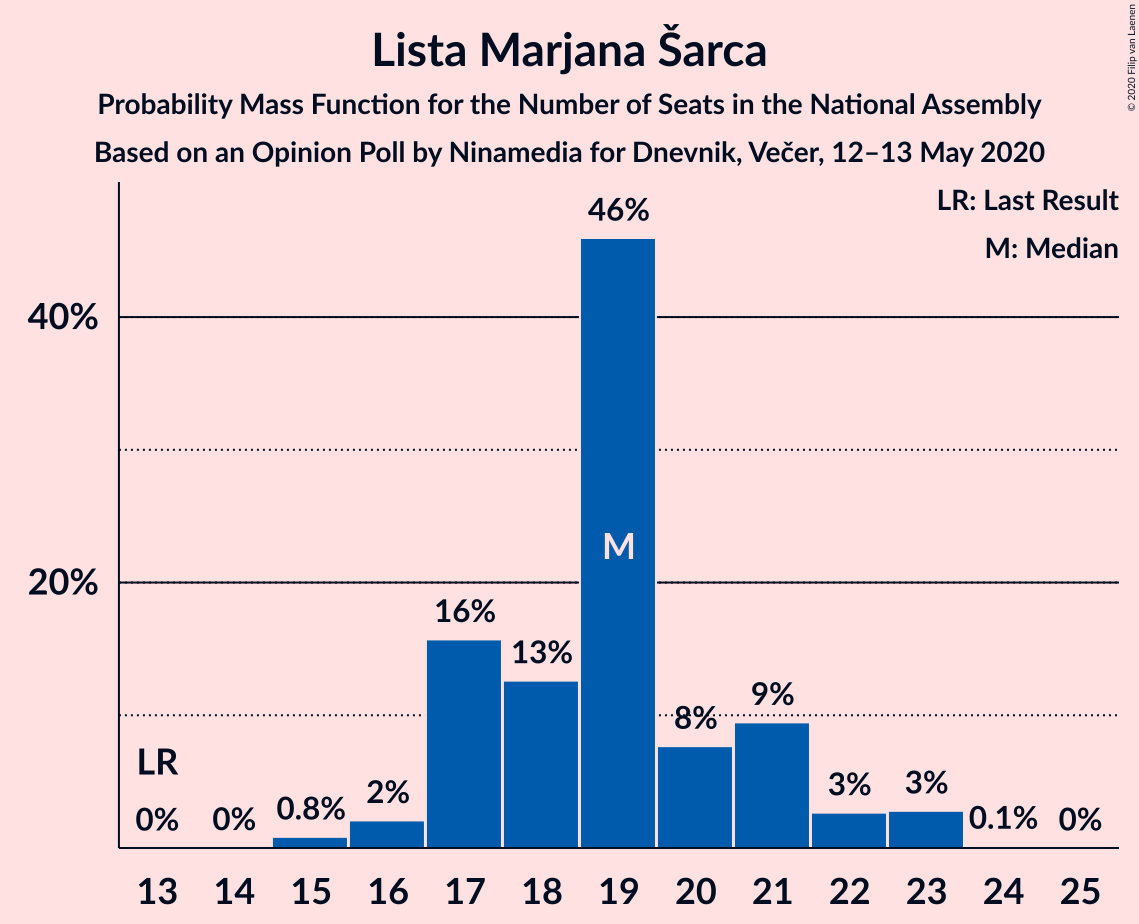 Lista Marjana Šarca
Probability Mass Function for the Number of Seats in the National Assembly
Based on an Opinion Poll by Ninamedia for Dnevnik, Večer, 12–13 May 2020
© 2020 Filip van Laenen
LR: Last Result
M: Median
46%
40%
M
20%
16%
13%
9%
8%
LR
3%
3%
2%
0.8%
0%
0%
0.1%
0%
13 14 15 16 17 18 19 20 21 22 23 24 25